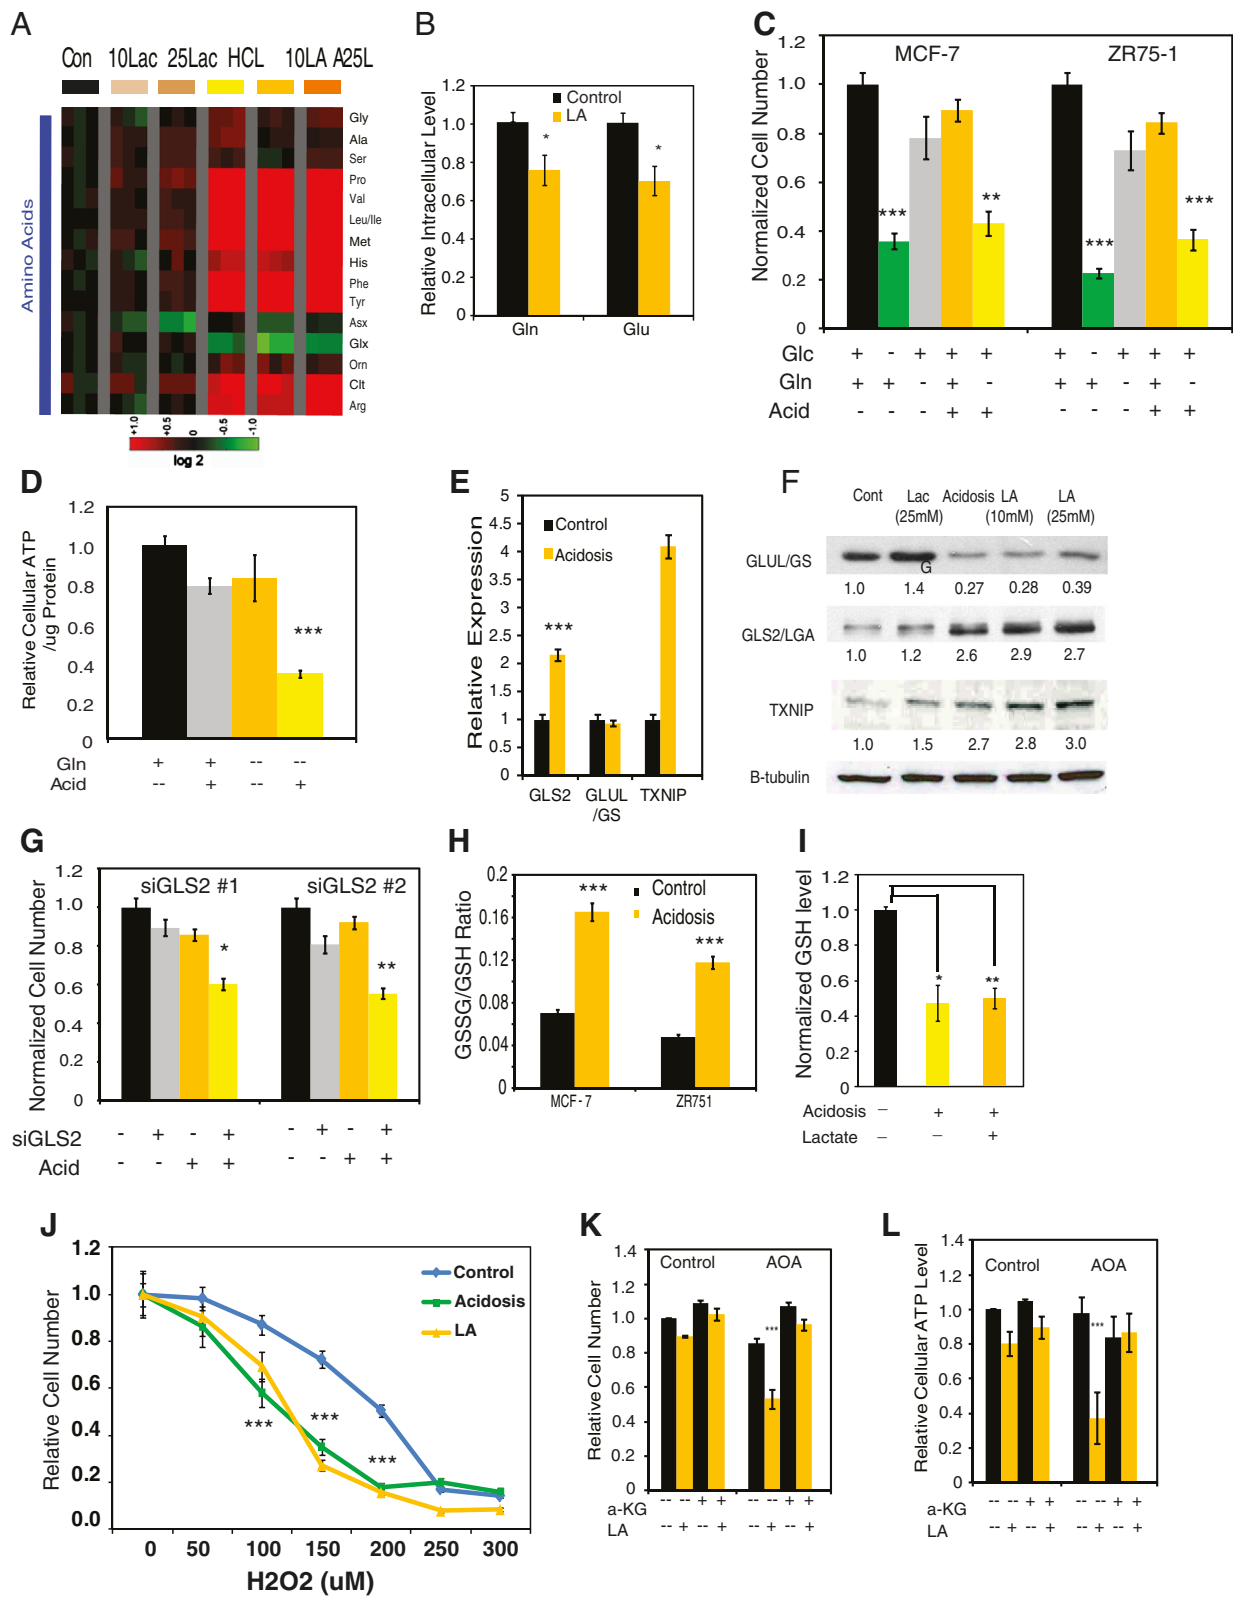 A
Con 10Lac 25Lac HCL 10LA A25L
Amino Acids
Gly
Ala
Ser
Pro
Val
Leu/Ile
Met
His
Phe
Tyr
Asx
Glx
Orn
Clt
Arg
+1.0 +0.5 0 -0.5 -1.0
log 2
B
Relative Intracellular Level
1.2
1.0
0.8
0.6
0.4
0.2
0
Control
LA
* *
Gln Glu
C
Normalized Cell Number
1.2
1
0.8
0.6
0.4
0.2
0
MCF-7 ZR75-1
*** ** *** ***
Glc + - + + + + - + + +
Gln + + - + - + + - + -
Acid - - - + + - - - + +
D
Relative Cellular ATP
/ug Protein
1.2
1.0
0.8
0.6
0.4
0.2
0
***
Gln + + -- --
Acid -- + -- +
E
Relative Expression
5
4.5
4
3.5
3
2.5
2
1.5
1
0.5
0
Control
Acidosis
***
GLS2 GLUL TXNIP
/GS
F
Cont Lac Acidosis LA LA
(25mM) (10mM) (25mM)
GLUL/GS
G
1.0 1.4 0.27 0.28 0.39
GLS2/LGA
1.0 1.2 2.6 2.9 2.7
TXNIP
1.0 1.5 2.7 2.8 3.0
B-tubulin
G
Normalized Cell Number
1.2
1.0
0.8
0.6
0.4
0.2
0
siGLS2 #1 siGLS2 #2
* **
siGLS2 - + - + - + - +
Acid - - + + - - + +
H
GSSG/GSH Ratio
0.2
0.16
0.12
0.08
0.04
0
Control
Acidosis
*** ***
MCF-7 ZR751
I
Normalized GSH level
1.2
1.0
0.8
0.6
0.4
0.2
0
* **
Acidosis – + +
Lactate – – +
J
Relative Cell Number
1.2
1.0
0.8
0.6
0.4
0.2
0.0
Control
Acidosis
LA
*** *** ***
0 50 100 150 200 250 300
H2O2 (uM)
K
Relative Cell Number
1.4
1.2
1.0
0.8
0.6
0.4
0.2
0
Control AOA
***
a-KG -- -- + + -- -- + +
LA -- + -- + -- + -- +
L
Relative Cellular ATP Level
1.4
1.2
1.0
0.8
0.6
0.4
0.2
0
Control AOA
***
a-KG -- -- + + -- -- + +
LA -- + -- + -- + -- +